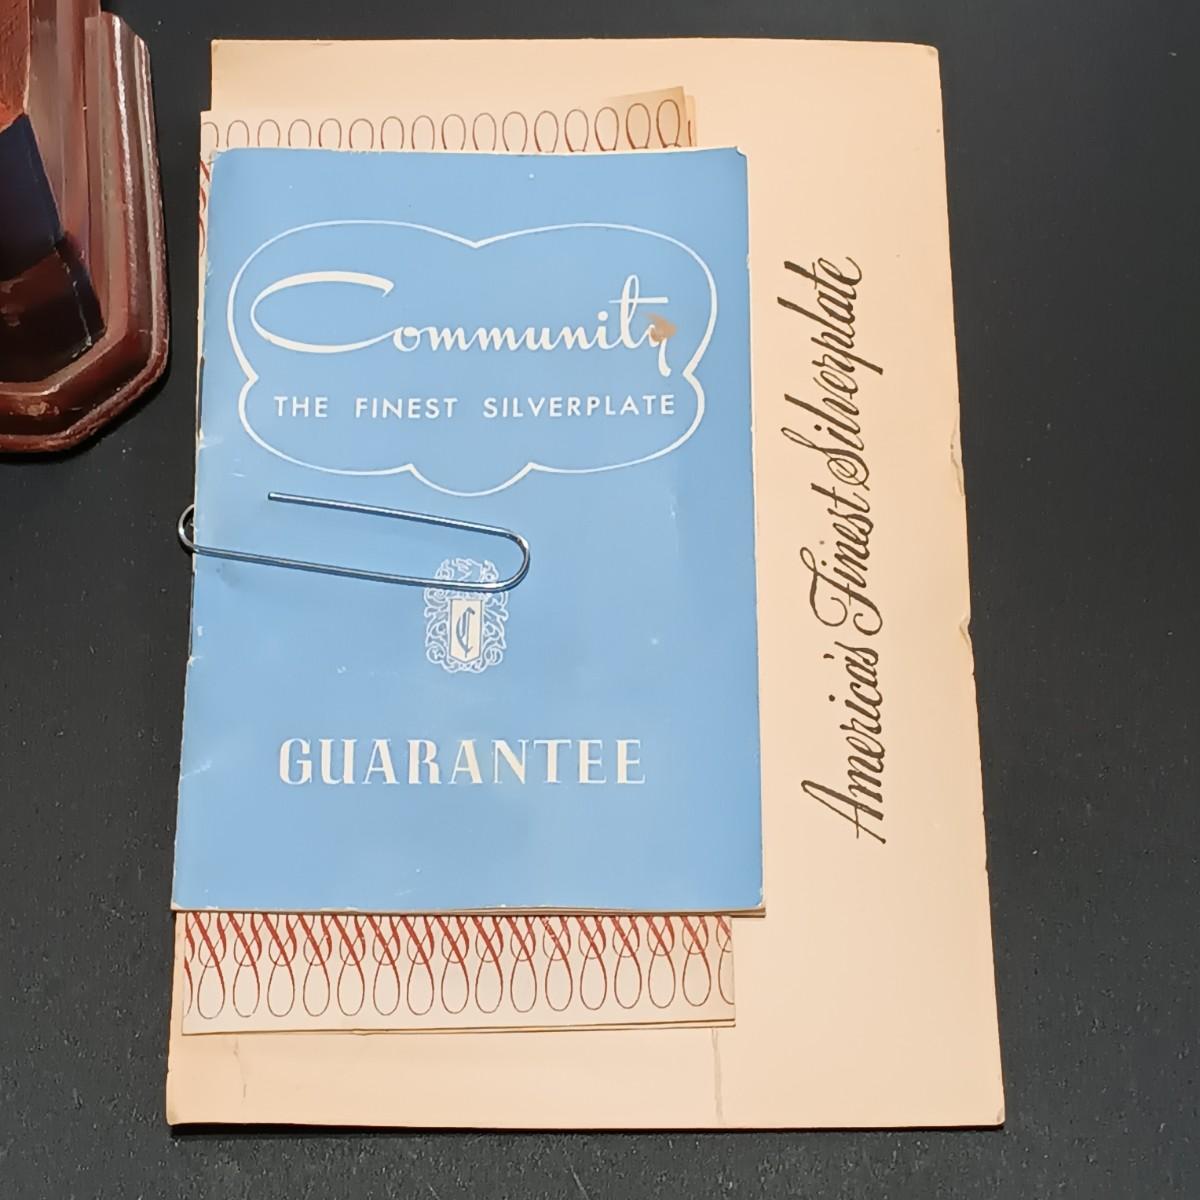 Community
THE FINEST SILVERPLATE
C
GUARANTEE
America's Finest Silverplate